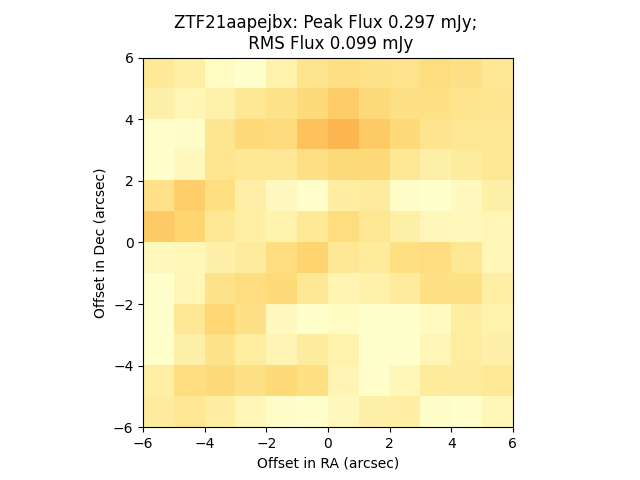 ZTF21aapejbx: Peak Flux 0.297 mJy;
RMS Flux 0.099 mJy
6
4
2
0
−2
−4
−6
Offset in Dec (arcsec)
−6 −4 −2 0 2 4 6
Offset in RA (arcsec)